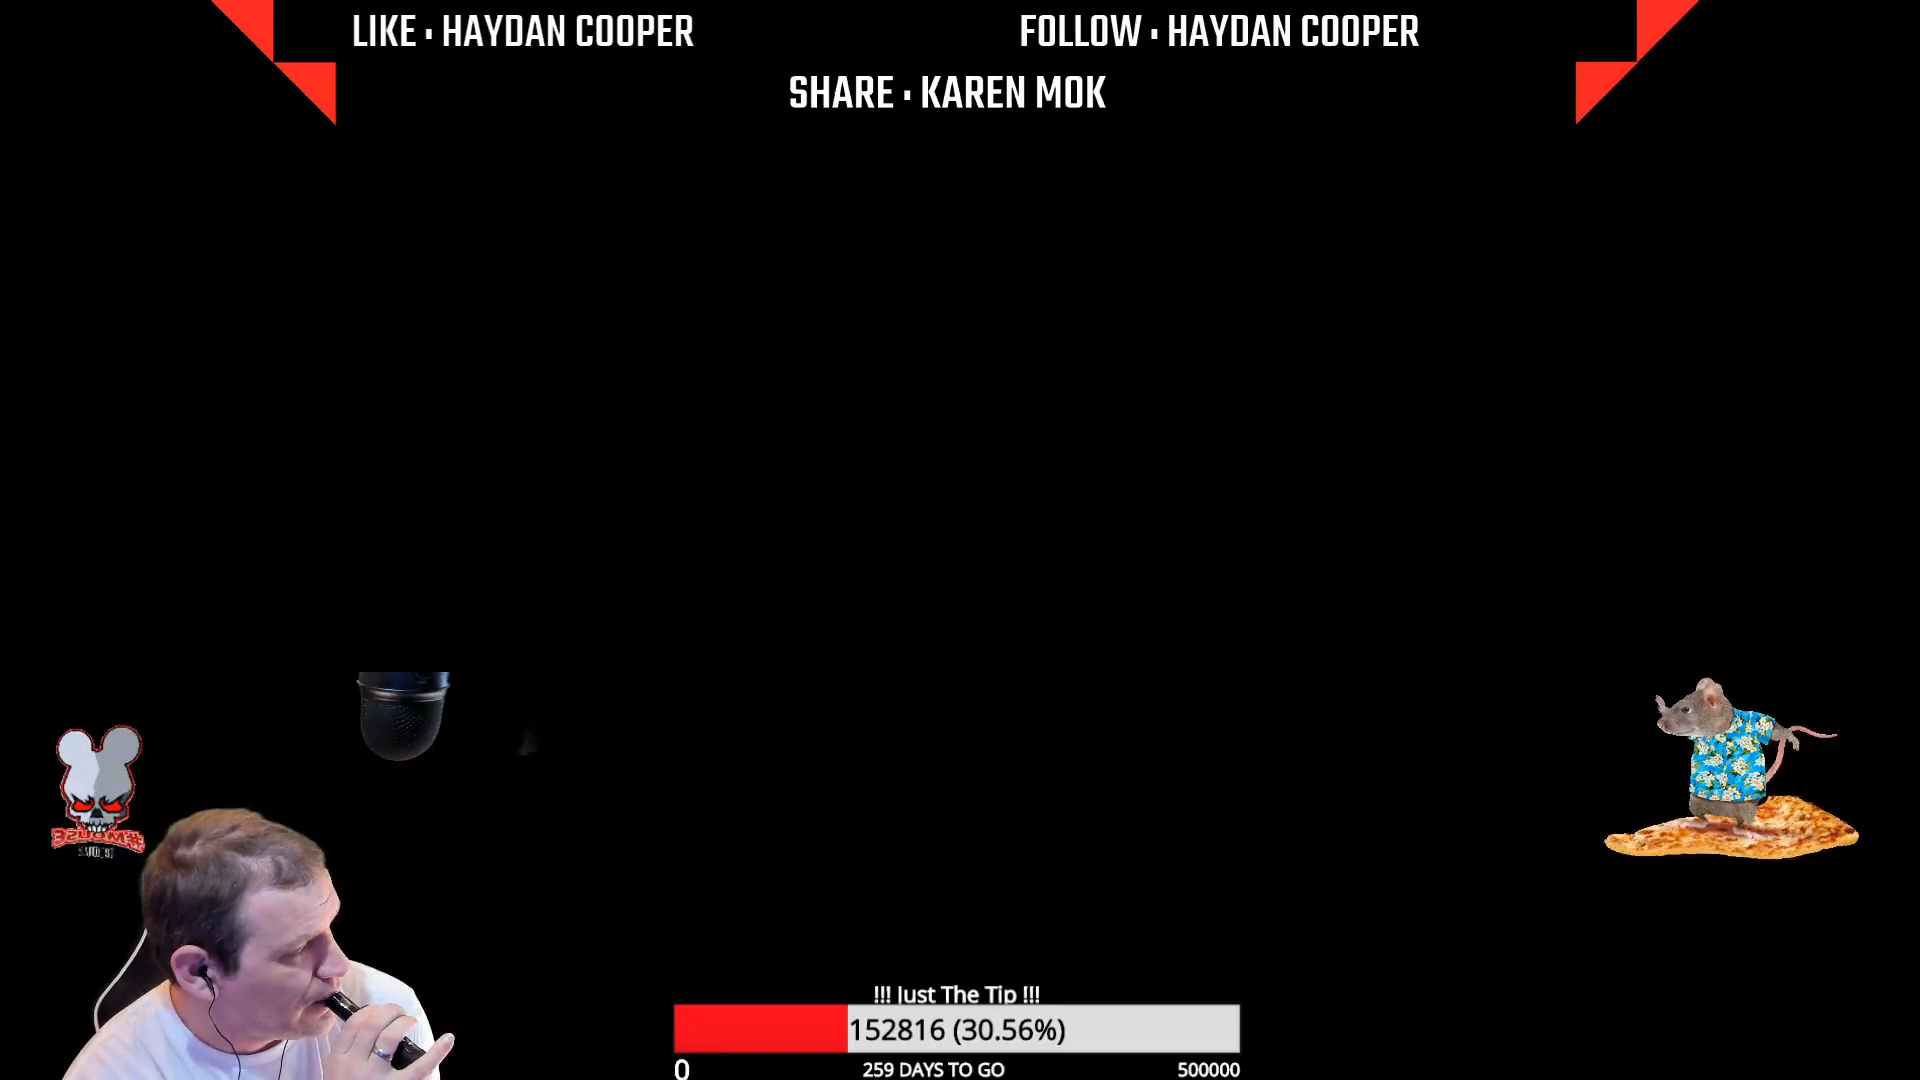 LIKE · HAYDAN COOPER
FOLLOW · HAYDAN COOPER
SHARE · KAREN MOK
#MOUSE
!!! Just The Tip !!!
152816 (30.56%)
0
259 DAYS TO GO
500000